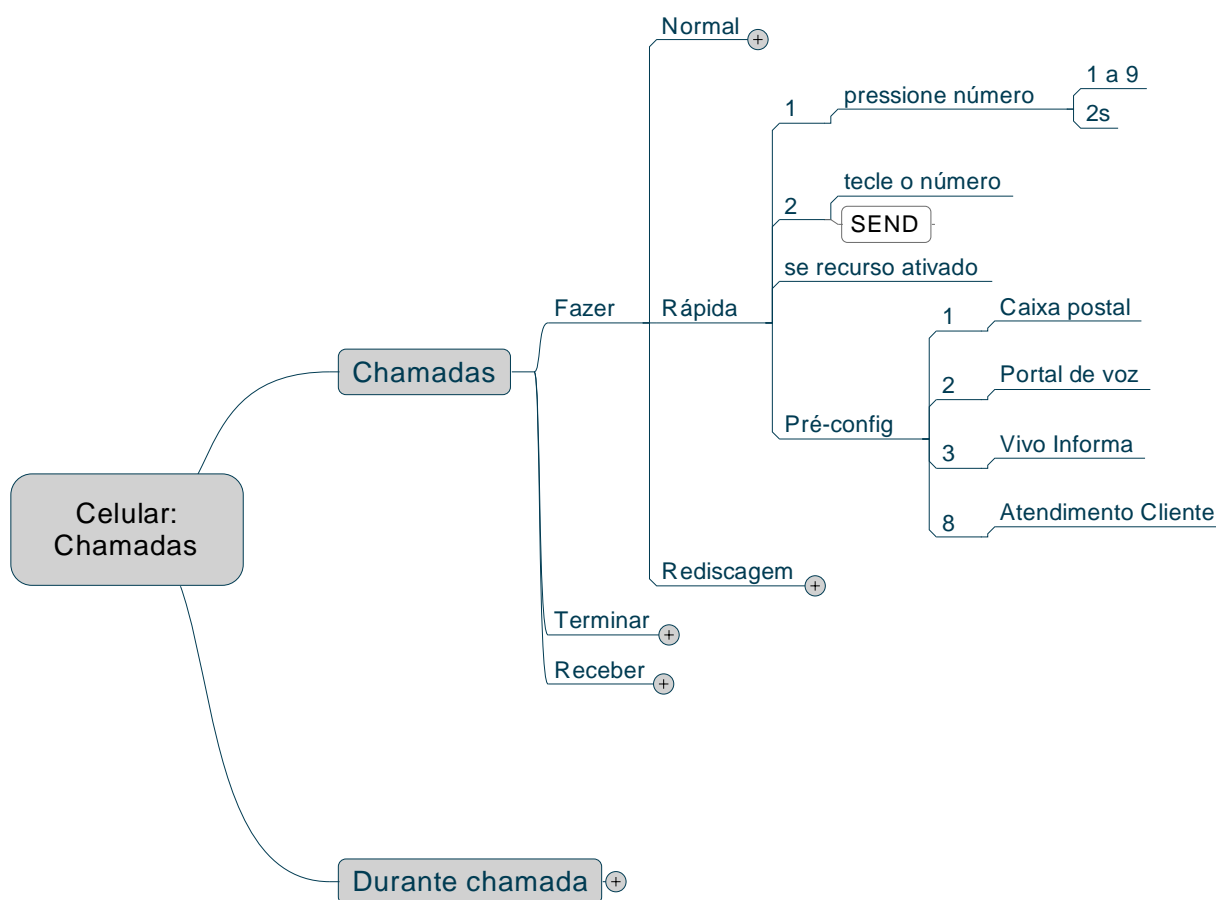 Normal
1 a 9
pressione número
1
2s
tecle o número
2
SEND
se recurso ativado
Fazer
Rápida
1
Caixa postal
Chamadas
2
Portal de voz
Pré-config
3
Vivo Informa
Celular:
Chamadas
8
Atendimento Cliente
Rediscagem
Terminar
Receber
Durante chamada